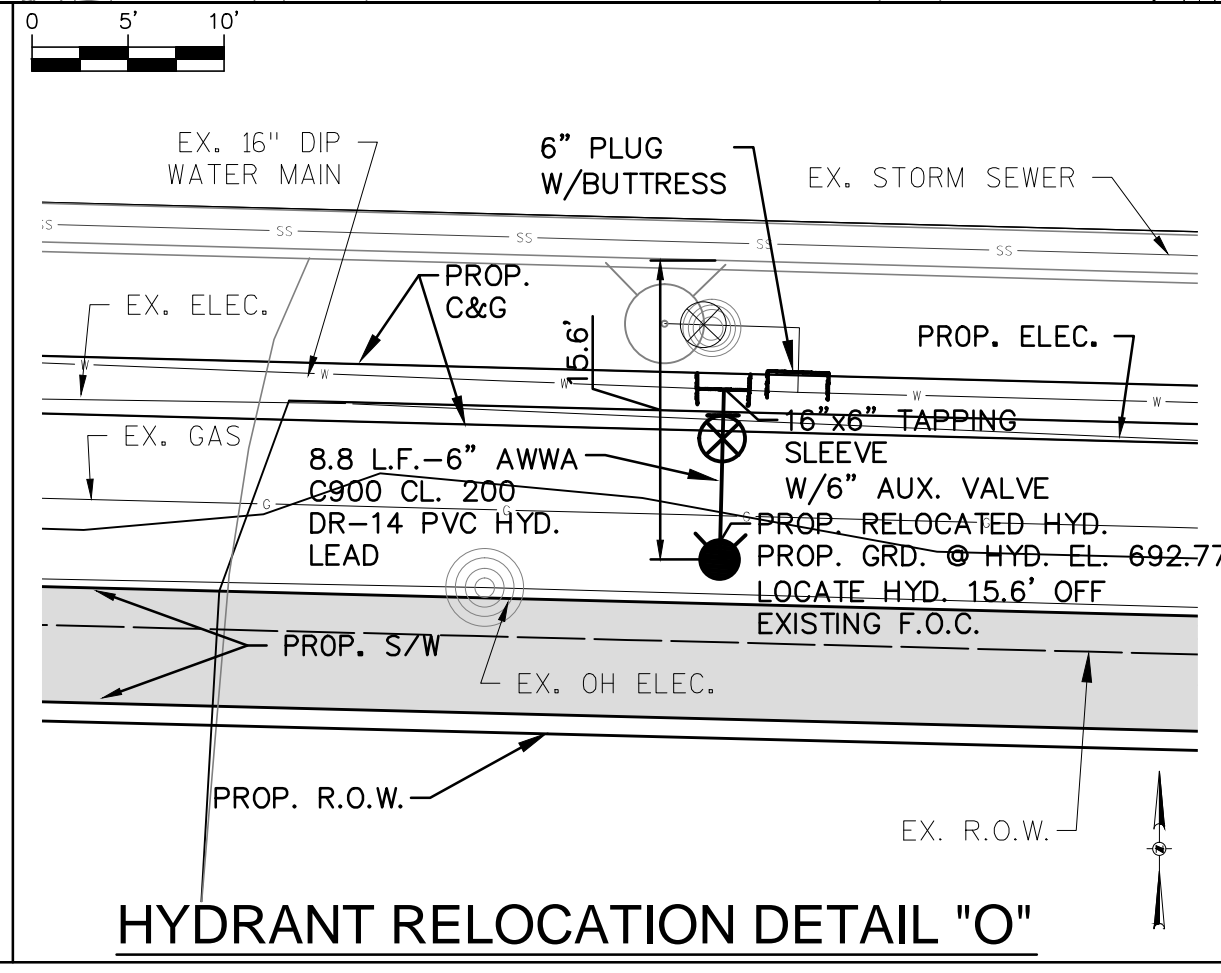 0 5' 10'
EX. 16" DIP
WATER MAIN
6" PLUG
W/BUTTRESS
EX. STORM SEWER
SS SS SS SS SS
PROP.
C&G
EX. ELEC.
15.6'
PROP. ELEC.
W W W W W
EX. GAS
16"x6" TAPPING
SLEEVE
W/6" AUX. VALVE
8.8 L.F.-6" AWWA
C900 CL. 200
DR-14 PVC HYD.
LEAD
G G G G
PROP. RELOCATED HYD.
PROP. GRD. @ HYD. EL. 692.77
LOCATE HYD. 15.6' OFF
EXISTING F.O.C.
PROP. S/W
EX. OH ELEC.
PROP. R.O.W.
EX. R.O.W.
N
HYDRANT RELOCATION DETAIL "O"